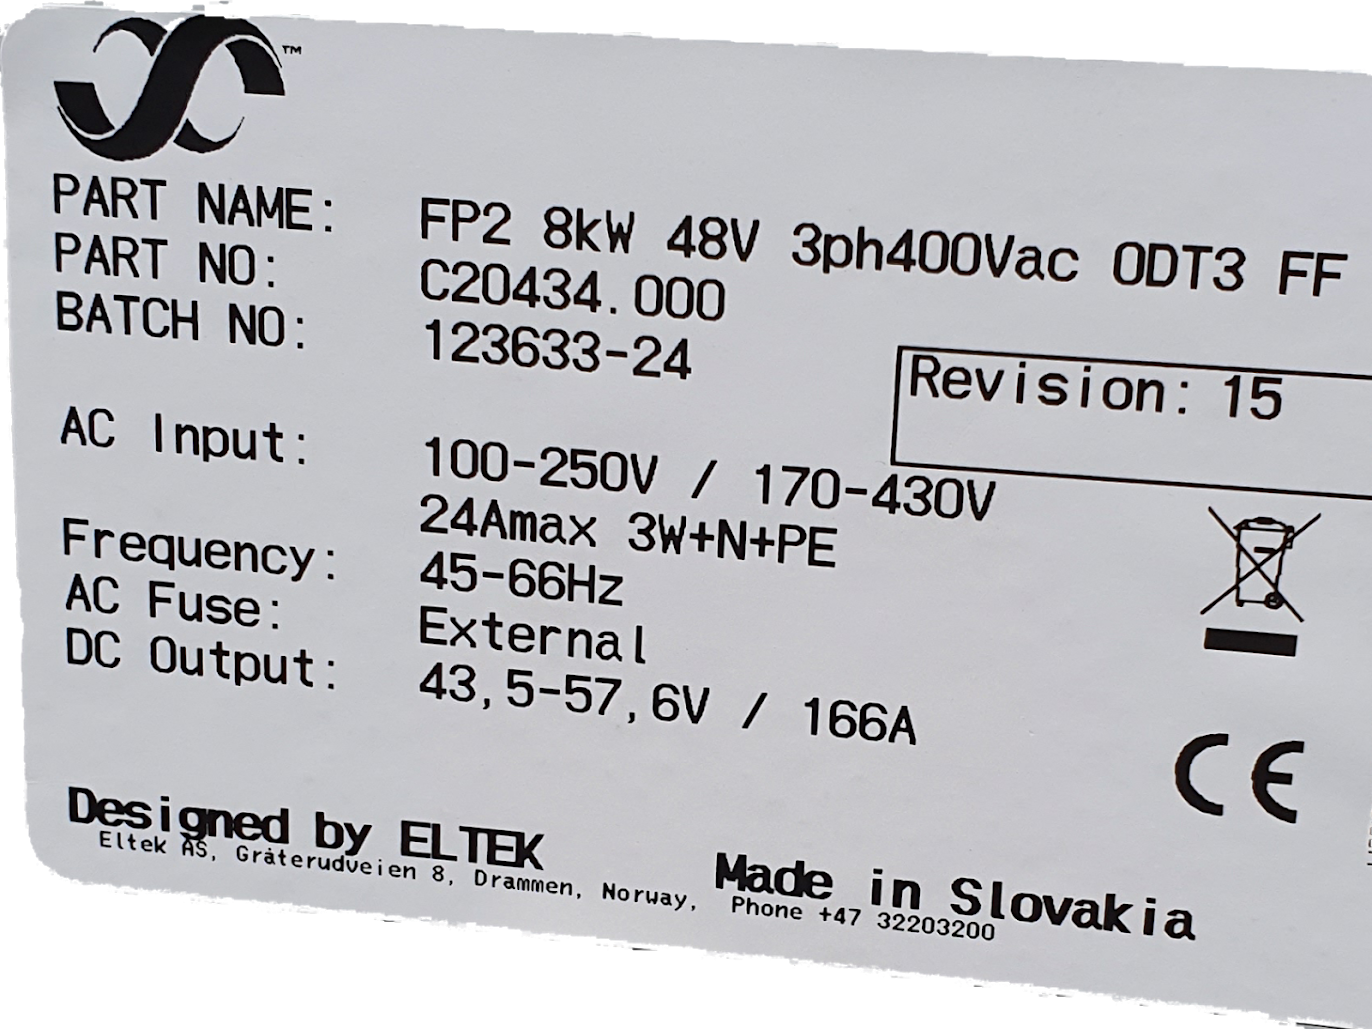 ™
PART NAME: FP2 8kW 48V 3ph400Vac ODT3 FF
PART NO: C20434.000
BATCH NO: 123633-24
Revision: 15
AC Input: 100-250V / 170-430V
24Amax 3W+N+PE
Frequency: 45-66Hz
AC Fuse: External
DC Output: 43,5-57,6V / 166A
CE
Designed by ELTEK
Made in Slovakia
Eltek AS, Gråterudveien 8, Drammen, Norway, Phone +47 32203200